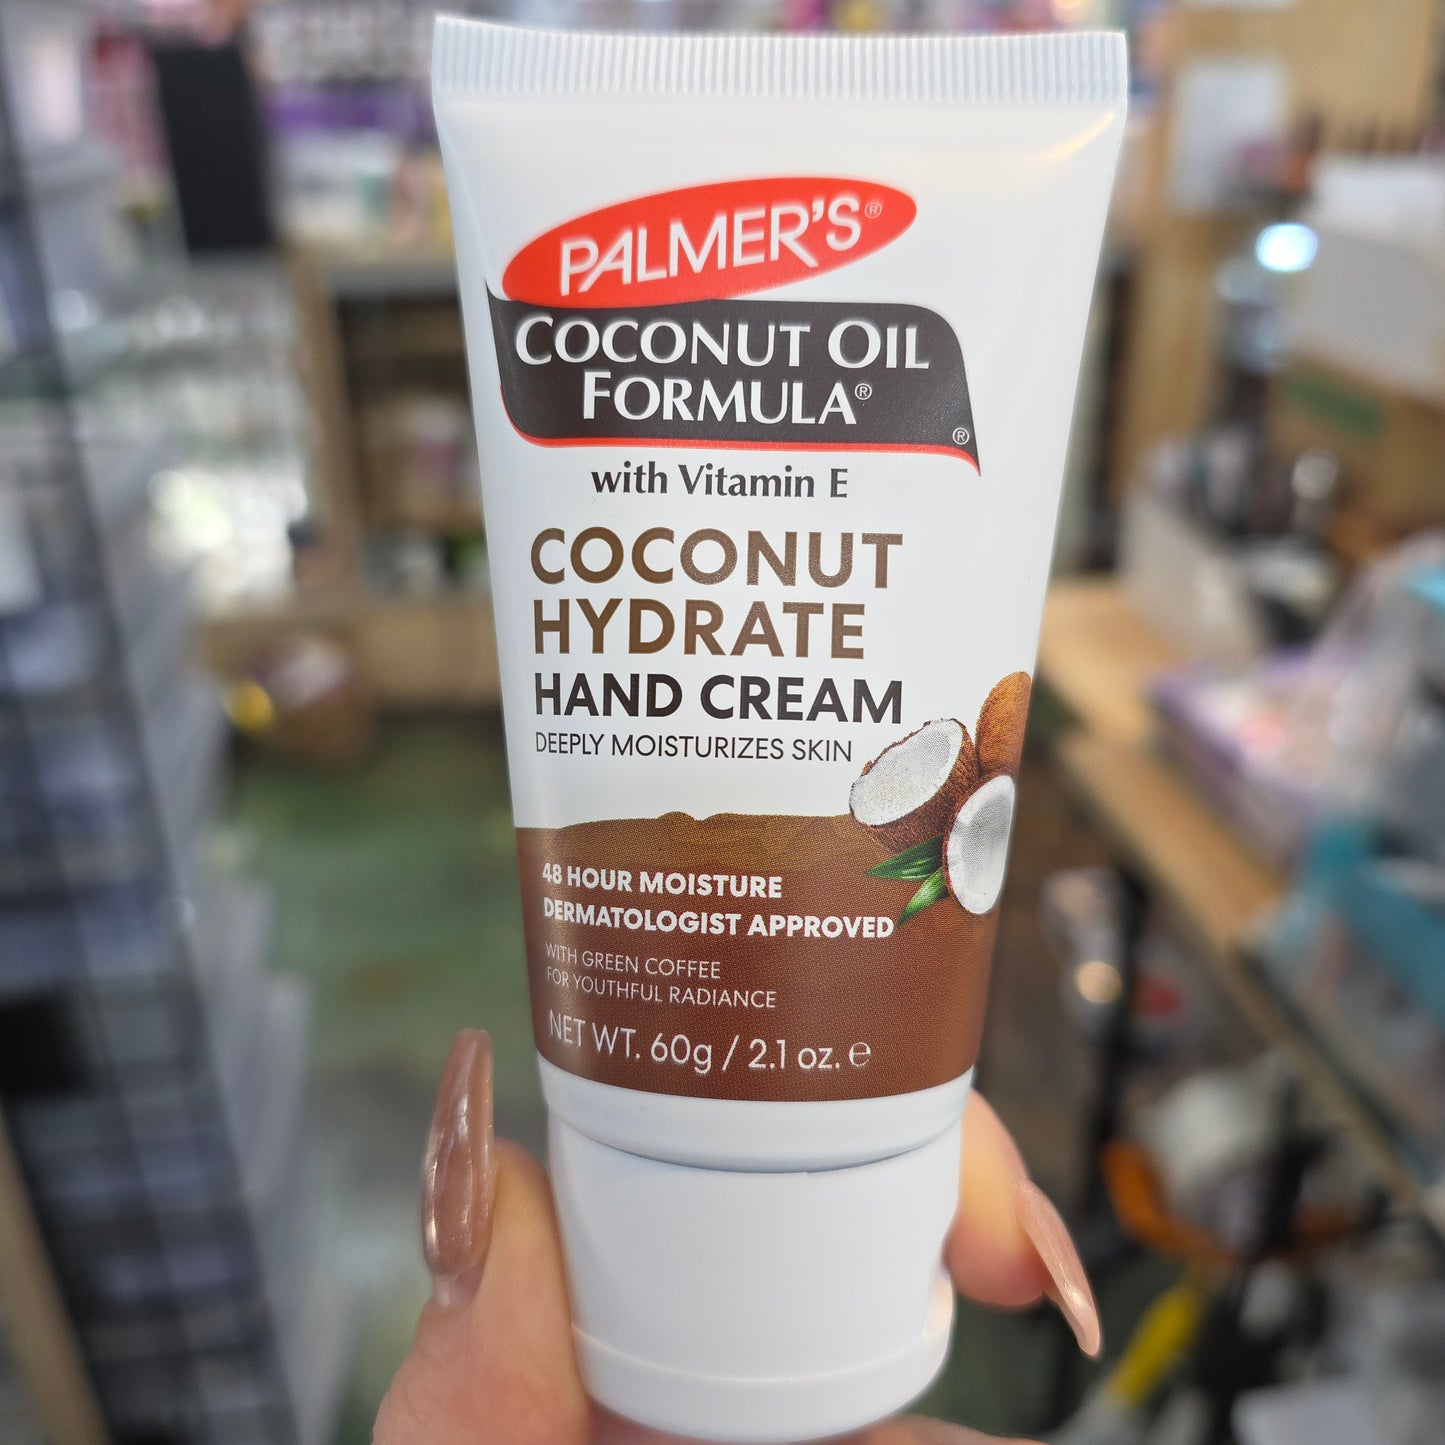 PALMER'S®
COCONUT OIL
FORMULA®
®
with Vitamin E
COCONUT
HYDRATE
HAND CREAM
DEEPLY MOISTURIZES SKIN
48 HOUR MOISTURE
DERMATOLOGIST APPROVED
WITH GREEN COFFEE
FOR YOUTHFUL RADIANCE
NET WT. 60g / 2.1 oz. ℮